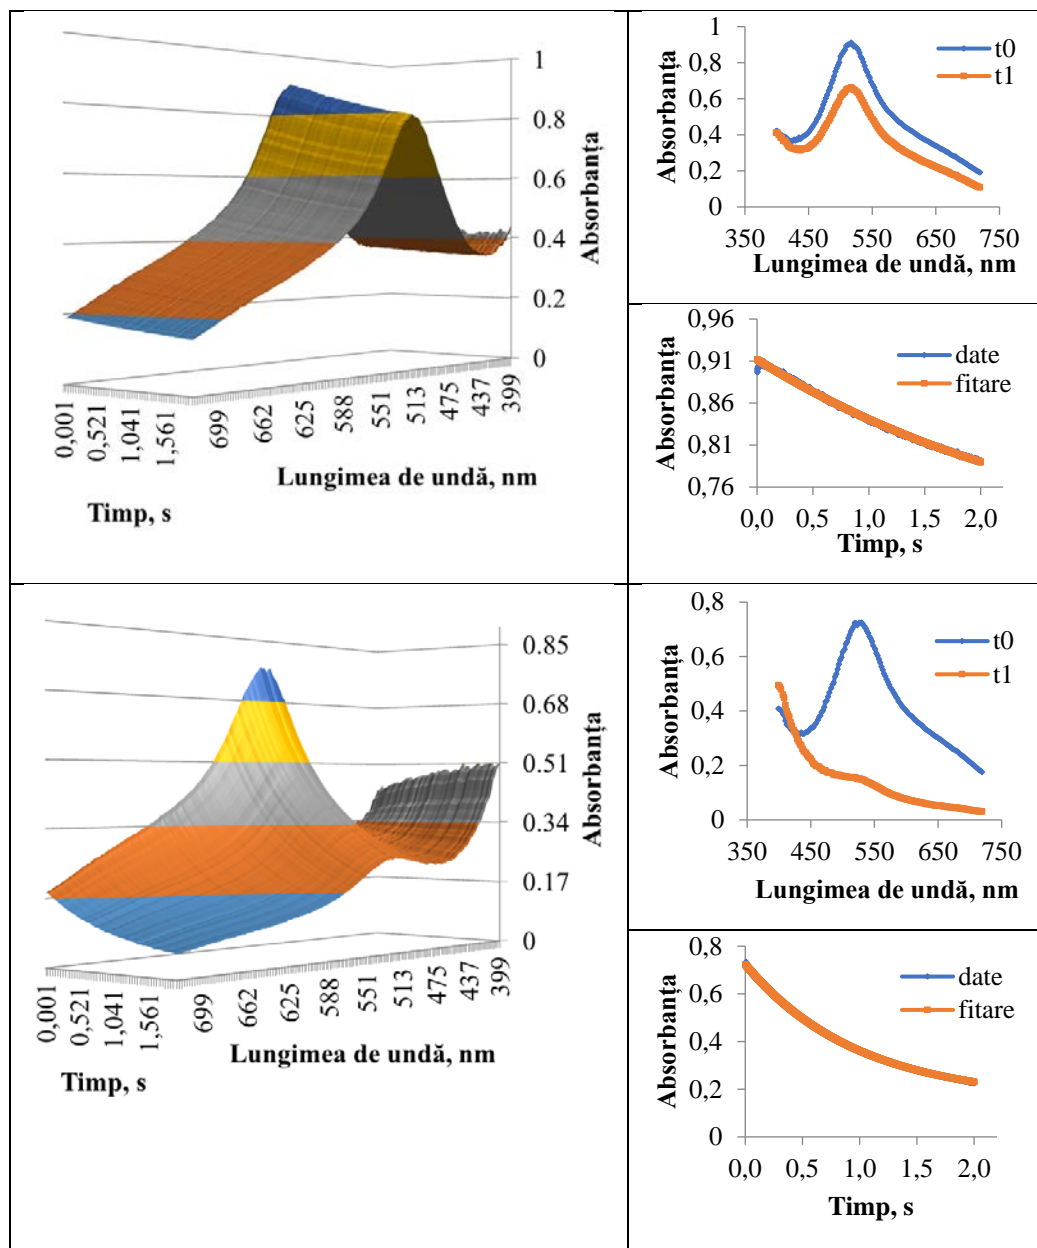 1
0.8
0.6
0.4
0.2
0
Absorbanța
0,001
0,521
1,041
1,561
699
662
625
588
551
513
475
437
399
Lungimea de undă, nm
Timp, s
1
0,8
0,6
0,4
0,2
0
Absorbanța
t0
t1
350 450 550 650 750
Lungimea de undă, nm
0,96
0,91
0,86
0,81
0,76
Absorbanța
date
fitare
0,0 0,5 1,0 1,5 2,0
Timp, s
0.85
0.68
0.51
0.34
0.17
0
Absorbanța
0,001
0,521
1,041
1,561
699
662
625
588
551
513
475
437
399
Lungimea de undă, nm
Timp, s
0,8
0,6
0,4
0,2
0
Absorbanța
t0
t1
350 450 550 650 750
Lungimea de undă, nm
0,8
0,6
0,4
0,2
0
Absorbanța
date
fitare
0,0 0,5 1,0 1,5 2,0
Timp, s